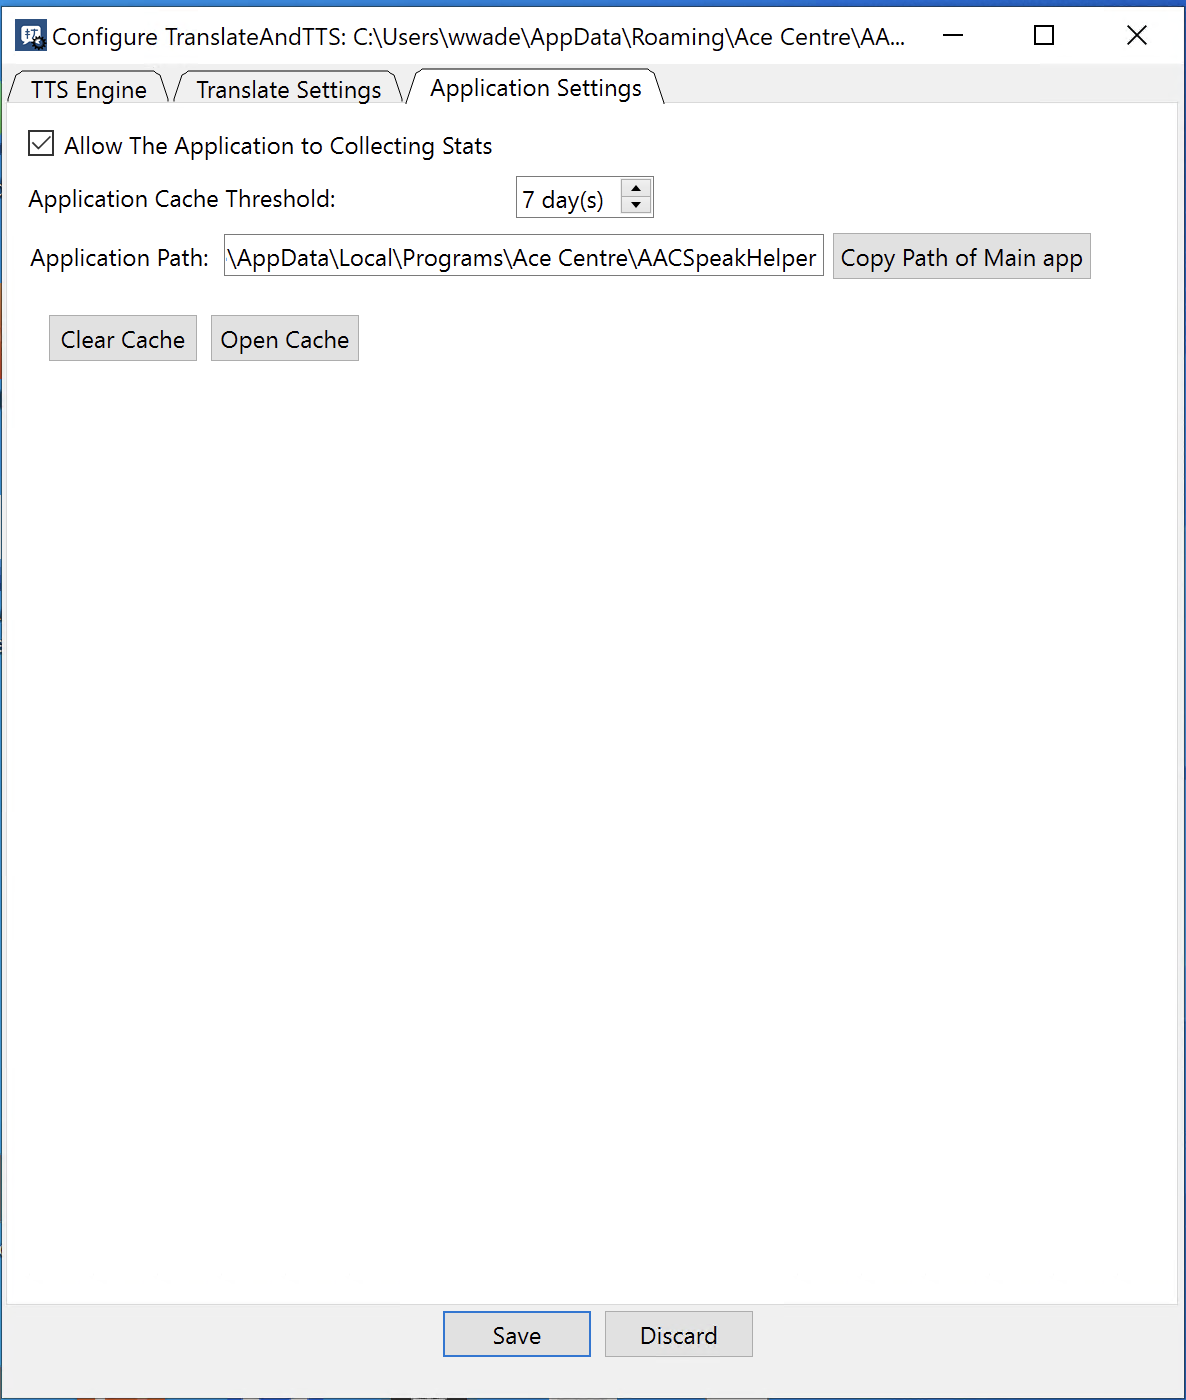 Configure TranslateAndTTS: C:\Users\wwade\AppData\Roaming\Ace Centre\AA...
TTS Engine Translate Settings Application Settings
Allow The Application to Collecting Stats
Application Cache Threshold: 7 day(s)
Application Path: \AppData\Local\Programs\Ace Centre\AACSpeakHelper Copy Path of Main app
Clear Cache Open Cache
Save Discard